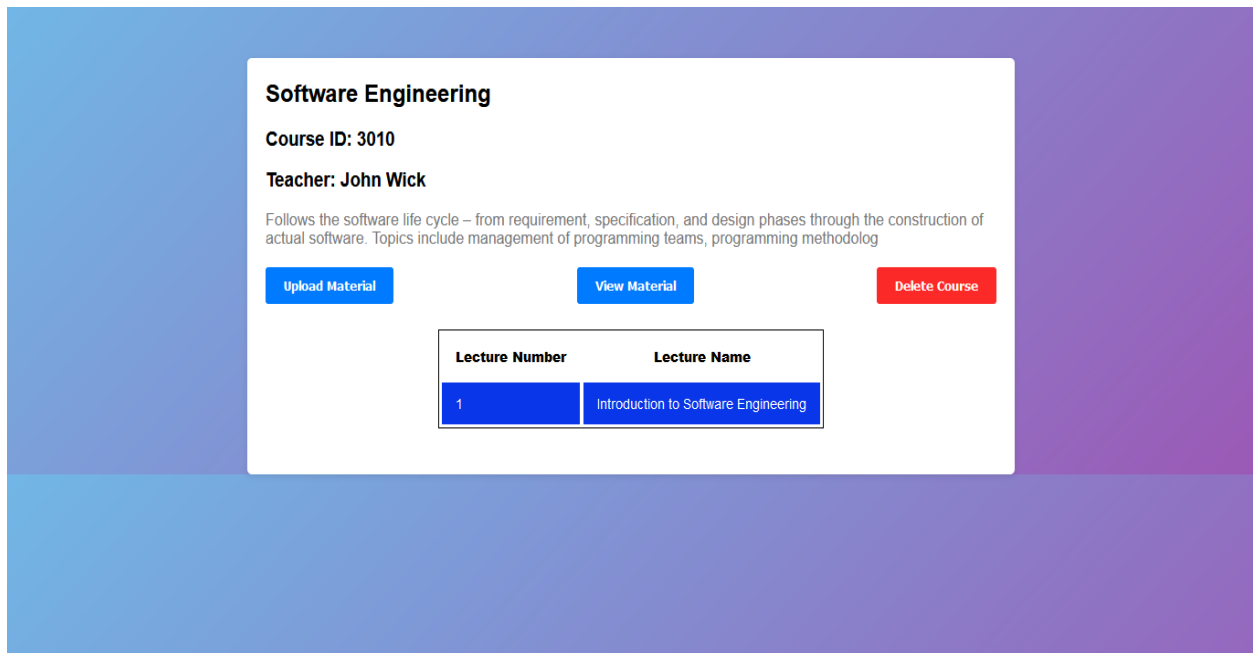 Software Engineering
Course ID: 3010
Teacher: John Wick
Follows the software life cycle – from requirement, specification, and design phases through the construction of
actual software. Topics include management of programming teams, programming methodolog
Upload Material View Material Delete Course
Lecture Number Lecture Name
1 Introduction to Software Engineering